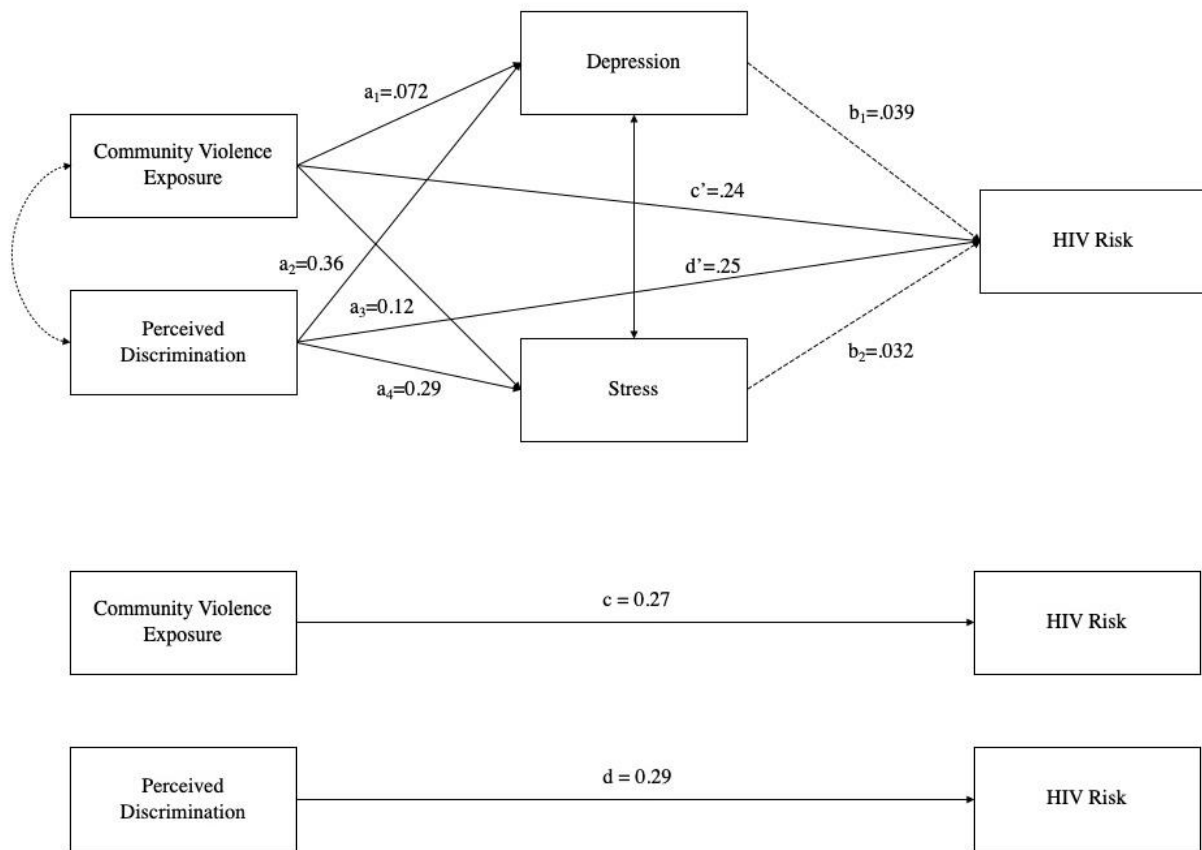 Depression
a₁=.072
b₁=.039
Community Violence
Exposure
c’=.24
HIV Risk
a₂=0.36
d’=.25
a₃=0.12
Perceived
Discrimination
b₂=.032
a₄=0.29
Stress
Community Violence
Exposure
c = 0.27
HIV Risk
Perceived
Discrimination
d = 0.29
HIV Risk